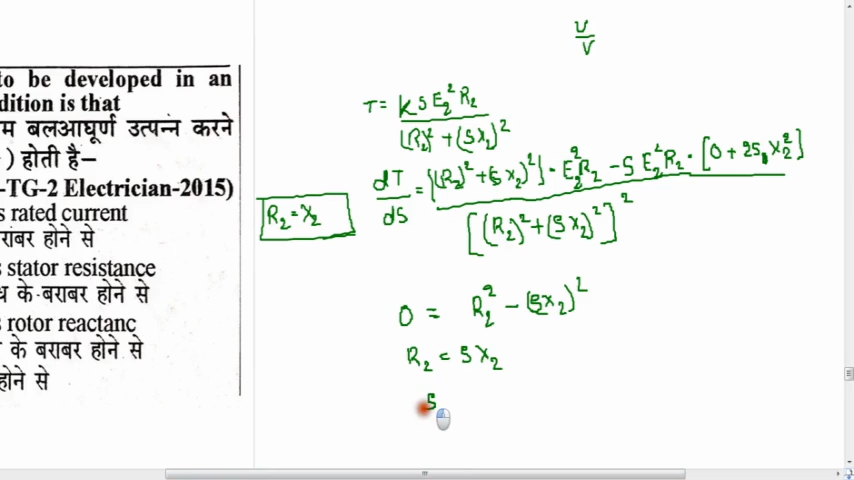 to be developed in an
dition is that
म बलआघूर्ण उत्पन्न करने
) होती है–
-TG-2 Electrician-2015)
s rated current
राबर होने से
s stator resistance
ध के बराबर होने से
s rotor reactanc
के बराबर होने से
होने से
U/V
T = K S E₂² R₂ / (R₂)² + (S X₂)²
dT/dS = {(R₂)² + (S X₂)²} · E₂² R₂ − S E₂² R₂ · [0 + 2S, X₂²] / [(R₂)² + (S X₂)²]²
R₂ = X₂
0 = R₂² − (S X₂)²
R₂ = S X₂
S